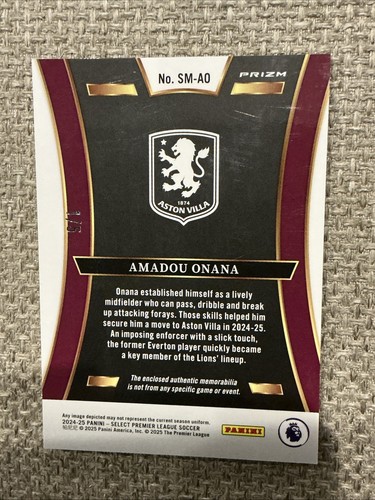 No. SM-AO
PRIZM
1874
ASTON VILLA
AMADOU ONANA
Onana established himself as a lively
midfielder who can pass, dribble and break
up attacking forays. Those skills helped him
secure him a move to Aston Villa in 2024-25.
An imposing enforcer with a slick touch,
the former Everton player quickly became
a key member of the Lions' lineup.
The enclosed authentic memorabilia
is not from any specific game or event.
Any image depicted may not represent the current season uniform.
2024-25 PANINI – SELECT PREMIER LEAGUE SOCCER
© 2025 Panini America, Inc. © 2025 The Premier League
PANINI